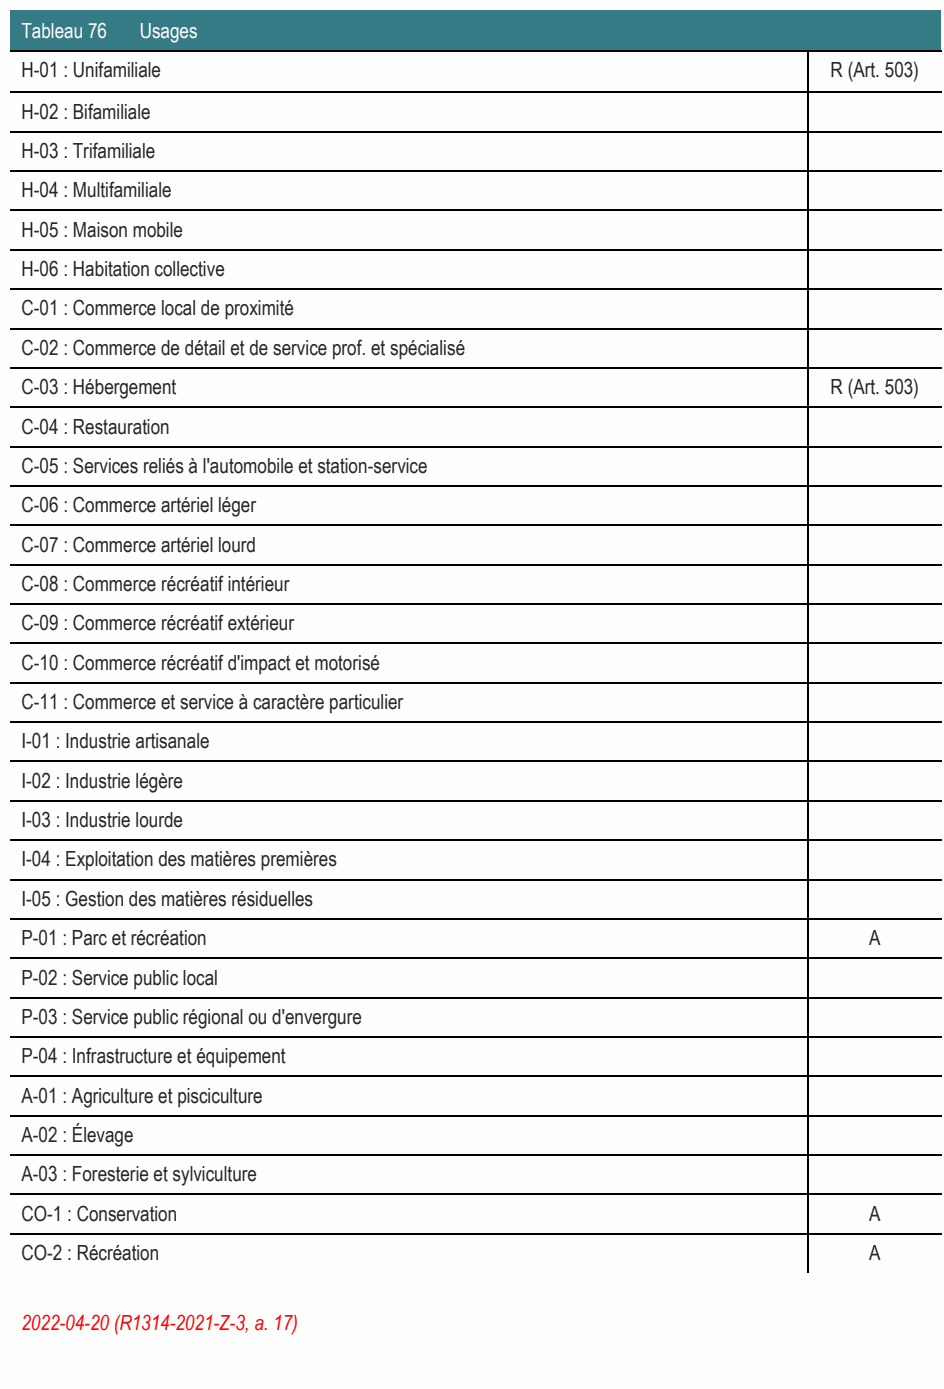 Tableau 76 Usages
H-01 : Unifamiliale R (Art. 503)
H-02 : Bifamiliale
H-03 : Trifamiliale
H-04 : Multifamiliale
H-05 : Maison mobile
H-06 : Habitation collective
C-01 : Commerce local de proximité
C-02 : Commerce de détail et de service prof. et spécialisé
C-03 : Hébergement R (Art. 503)
C-04 : Restauration
C-05 : Services reliés à l'automobile et station-service
C-06 : Commerce artériel léger
C-07 : Commerce artériel lourd
C-08 : Commerce récréatif intérieur
C-09 : Commerce récréatif extérieur
C-10 : Commerce récréatif d'impact et motorisé
C-11 : Commerce et service à caractère particulier
I-01 : Industrie artisanale
I-02 : Industrie légère
I-03 : Industrie lourde
I-04 : Exploitation des matières premières
I-05 : Gestion des matières résiduelles
P-01 : Parc et récréation A
P-02 : Service public local
P-03 : Service public régional ou d'envergure
P-04 : Infrastructure et équipement
A-01 : Agriculture et pisciculture
A-02 : Élevage
A-03 : Foresterie et sylviculture
CO-1 : Conservation A
CO-2 : Récréation A
2022-04-20 (R1314-2021-Z-3, a. 17)